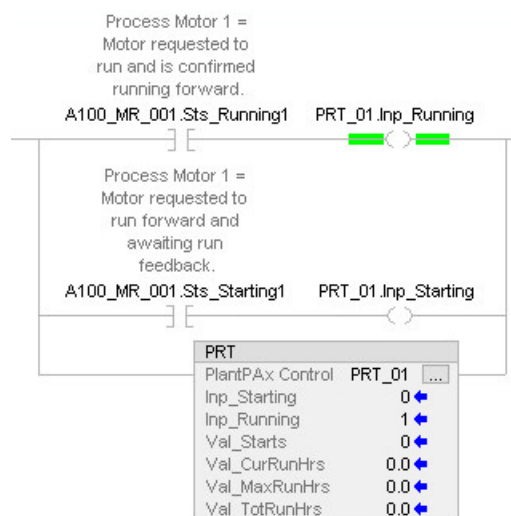 Process Motor 1 =
Motor requested to
run and is confirmed
running forward.
A100_MR_001.Sts_Running1 PRT_01.Inp_Running
Process Motor 1 =
Motor requested to
run forward and
awaiting run
feedback.
A100_MR_001.Sts_Starting1 PRT_01.Inp_Starting
PRT
PlantPAx Control PRT_01 ...
Inp_Starting 0
Inp_Running 1
Val_Starts 0
Val_CurRunHrs 0.0
Val_MaxRunHrs 0.0
Val_TotRunHrs 0.0